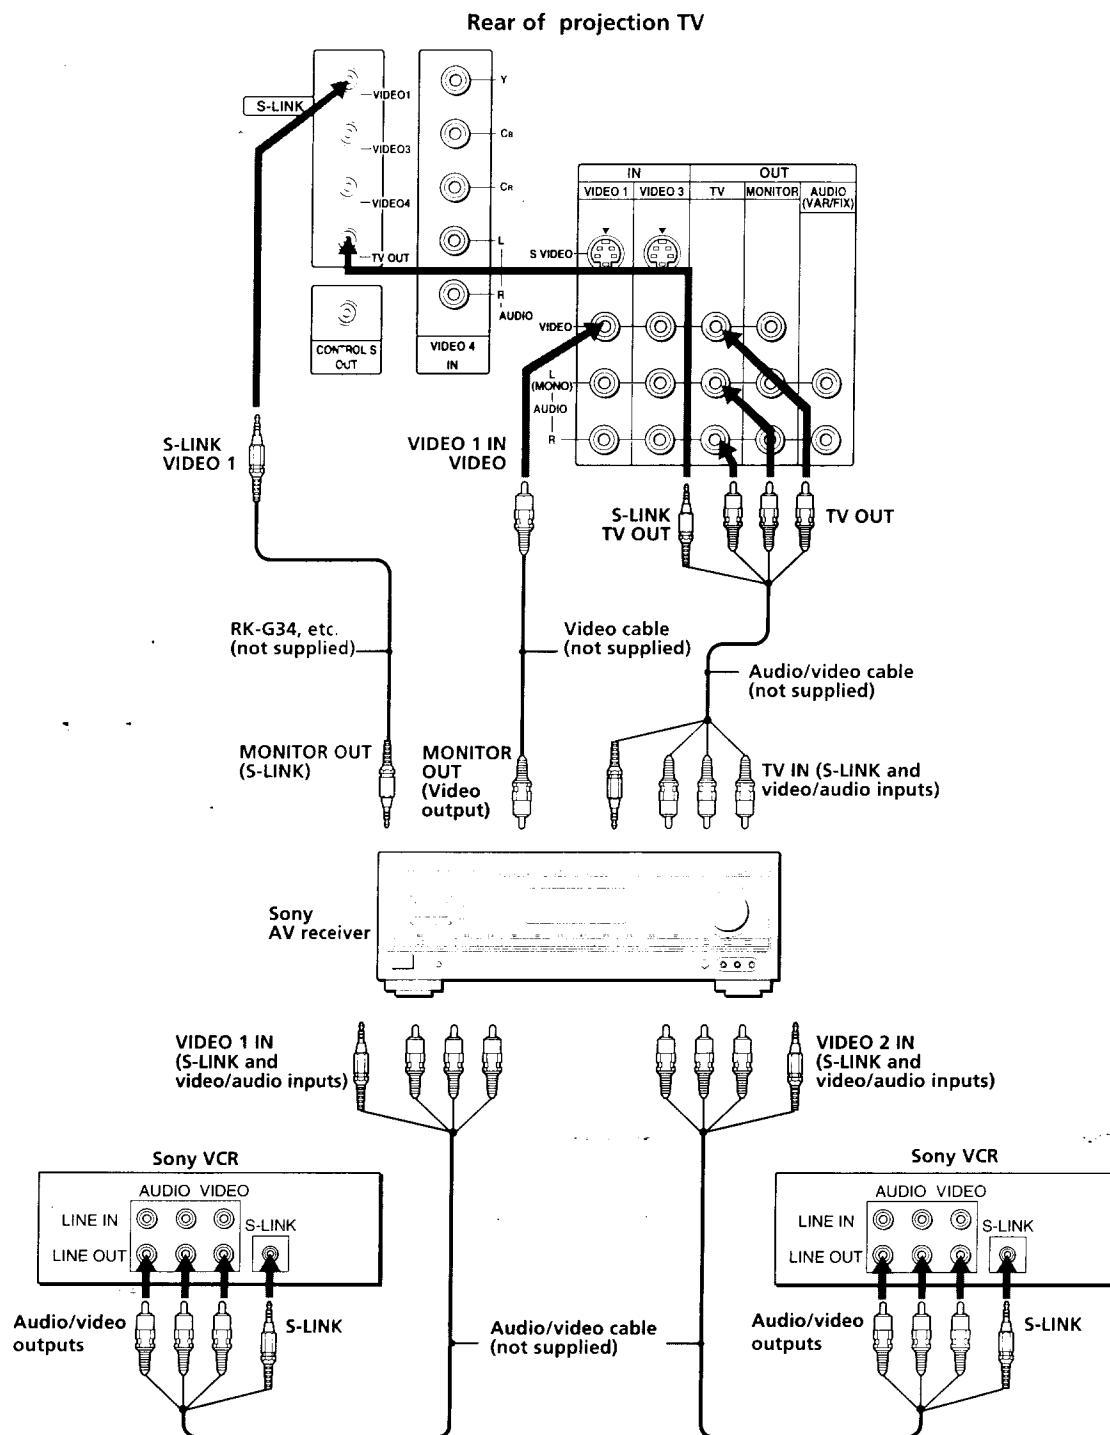 Rear of projection TV
S-LINK
VIDEO1
VIDEO3
VIDEO4
TV OUT
CONTROL S
OUT
Y
CB
CR
L
R
AUDIO
VIDEO 4
IN
IN
OUT
VIDEO 1
VIDEO 3
TV
MONITOR
AUDIO
(VAR/FIX)
S VIDEO
VIDEO
L
(MONO)
AUDIO
R
S-LINK
VIDEO 1
VIDEO 1 IN
VIDEO
S-LINK
TV OUT
TV OUT
RK-G34, etc.
(not supplied)
Video cable
(not supplied)
Audio/video cable
(not supplied)
MONITOR OUT
(S-LINK)
MONITOR
OUT
(Video
output)
TV IN (S-LINK and
video/audio inputs)
Sony
AV receiver
VIDEO 1 IN
(S-LINK and
video/audio inputs)
VIDEO 2 IN
(S-LINK and
video/audio inputs)
Sony VCR
AUDIO VIDEO
LINE IN
S-LINK
LINE OUT
Audio/video
outputs
S-LINK
Audio/video cable
(not supplied)
Sony VCR
AUDIO VIDEO
LINE IN
S-LINK
LINE OUT
Audio/video
outputs
S-LINK